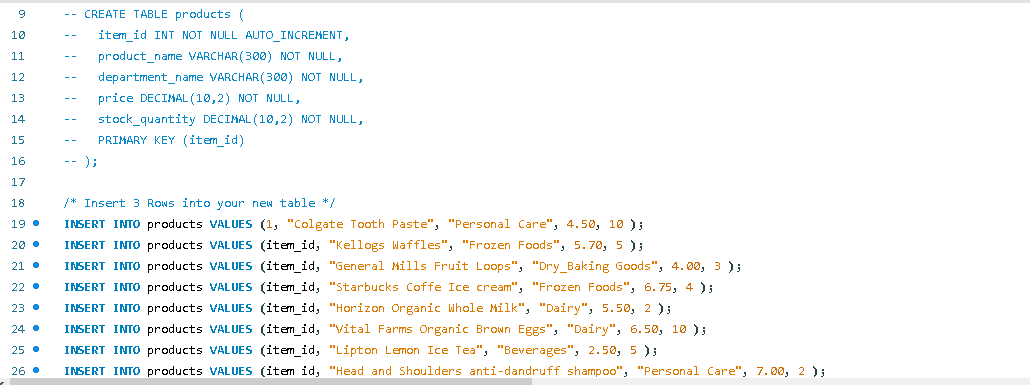 9 -- CREATE TABLE products (
10 -- item_id INT NOT NULL AUTO_INCREMENT,
11 -- product_name VARCHAR(300) NOT NULL,
12 -- department_name VARCHAR(300) NOT NULL,
13 -- price DECIMAL(10,2) NOT NULL,
14 -- stock_quantity DECIMAL(10,2) NOT NULL,
15 -- PRIMARY KEY (item_id)
16 -- );
17
18 /* Insert 3 Rows into your new table */
19 INSERT INTO products VALUES (1, "Colgate Tooth Paste", "Personal Care", 4.50, 10 );
20 INSERT INTO products VALUES (item_id, "Kellogs Waffles", "Frozen Foods", 5.70, 5 );
21 INSERT INTO products VALUES (item_id, "General Mills Fruit Loops", "Dry_Baking Goods", 4.00, 3 );
22 INSERT INTO products VALUES (item_id, "Starbucks Coffe Ice cream", "Frozen Foods", 6.75, 4 );
23 INSERT INTO products VALUES (item_id, "Horizon Organic Whole Milk", "Dairy", 5.50, 2 );
24 INSERT INTO products VALUES (item_id, "Vital Farms Organic Brown Eggs", "Dairy", 6.50, 10 );
25 INSERT INTO products VALUES (item_id, "Lipton Lemon Ice Tea", "Beverages", 2.50, 5 );
26 INSERT INTO products VALUES (item_id, "Head and Shoulders anti-dandruff shampoo", "Personal Care", 7.00, 2 );